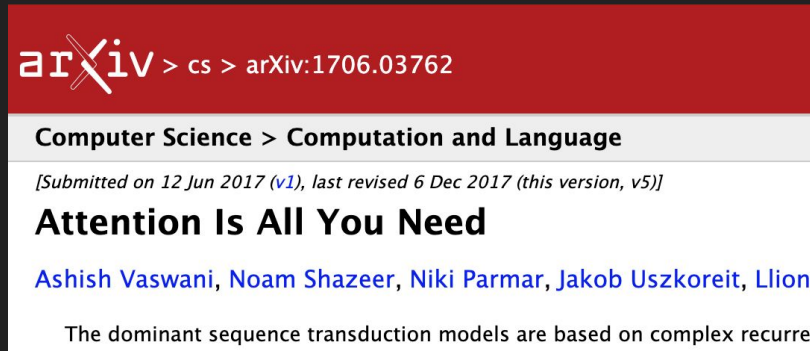 arXiv > cs > arXiv:1706.03762
Computer Science > Computation and Language
[Submitted on 12 Jun 2017 (v1), last revised 6 Dec 2017 (this version, v5)]
Attention Is All You Need
Ashish Vaswani, Noam Shazeer, Niki Parmar, Jakob Uszkoreit, Llion
The dominant sequence transduction models are based on complex recurre